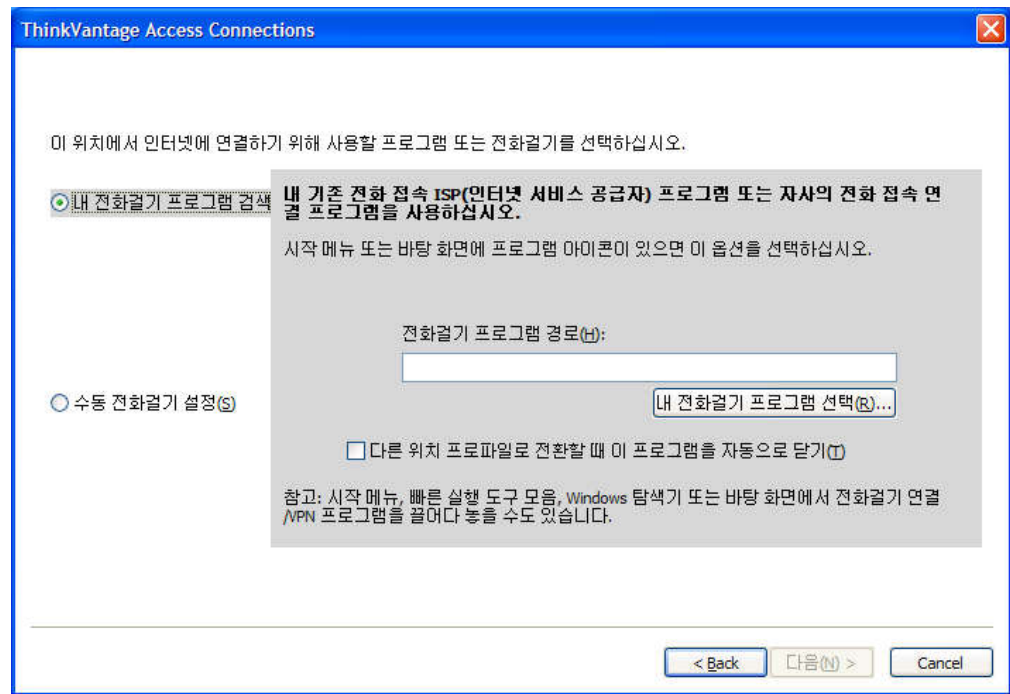 ThinkVantage Access Connections
이 위치에서 인터넷에 연결하기 위해 사용할 프로그램 또는 전화걸기를 선택하십시오.
내 전화걸기 프로그램 검색
내 기존 전화 접속 ISP(인터넷 서비스 공급자) 프로그램 또는 자사의 전화 접속 연
결 프로그램을 사용하십시오.
시작 메뉴 또는 바탕 화면에 프로그램 아이콘이 있으면 이 옵션을 선택하십시오.
전화걸기 프로그램 경로(H):
내 전화걸기 프로그램 선택(R)...
수동 전화걸기 설정(S)
다른 위치 프로파일로 전환할 때 이 프로그램을 자동으로 닫기(T)
참고: 시작 메뉴, 빠른 실행 도구 모음, Windows 탐색기 또는 바탕 화면에서 전화걸기 연결
/VPN 프로그램을 끌어다 놓을 수도 있습니다.
< Back
다음(N) >
Cancel